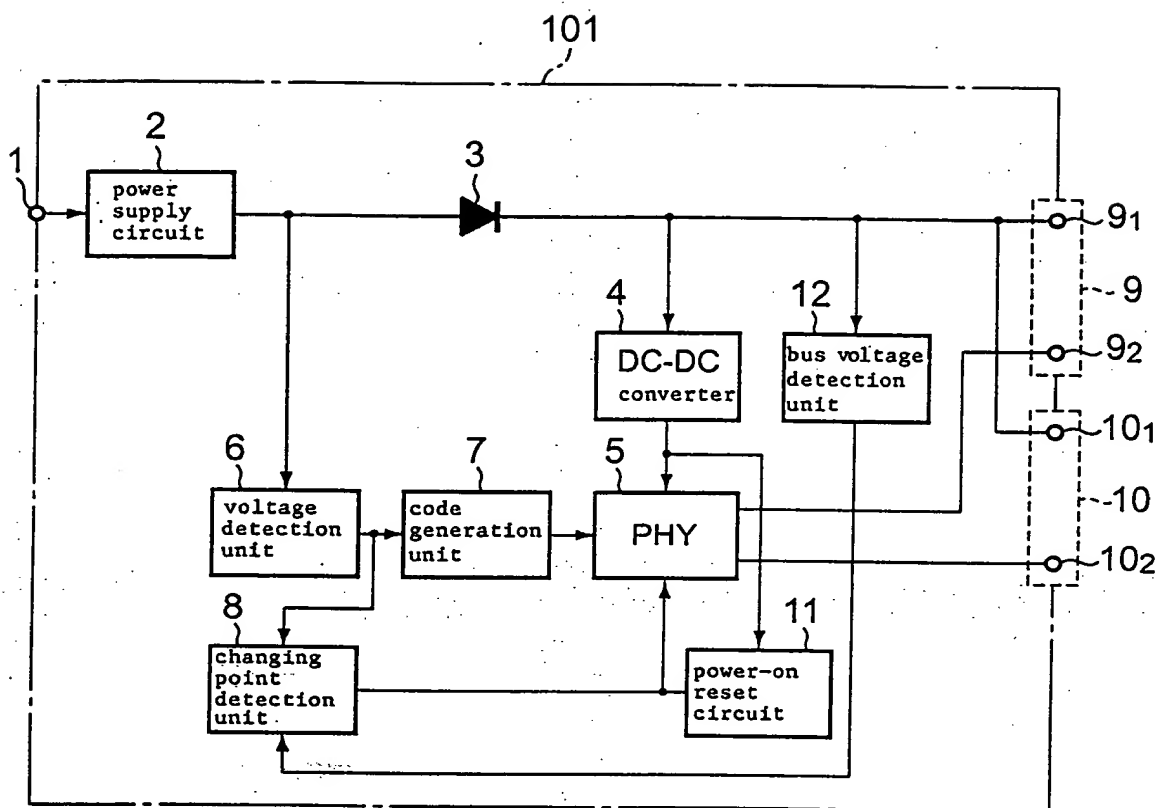 101
1
2
power
supply
circuit
3
91
9
92
4
DC-DC
converter
12
bus voltage
detection
unit
101
10
102
6
voltage
detection
unit
7
code
generation
unit
5
PHY
8
changing
point
detection
unit
11
power-on
reset
circuit